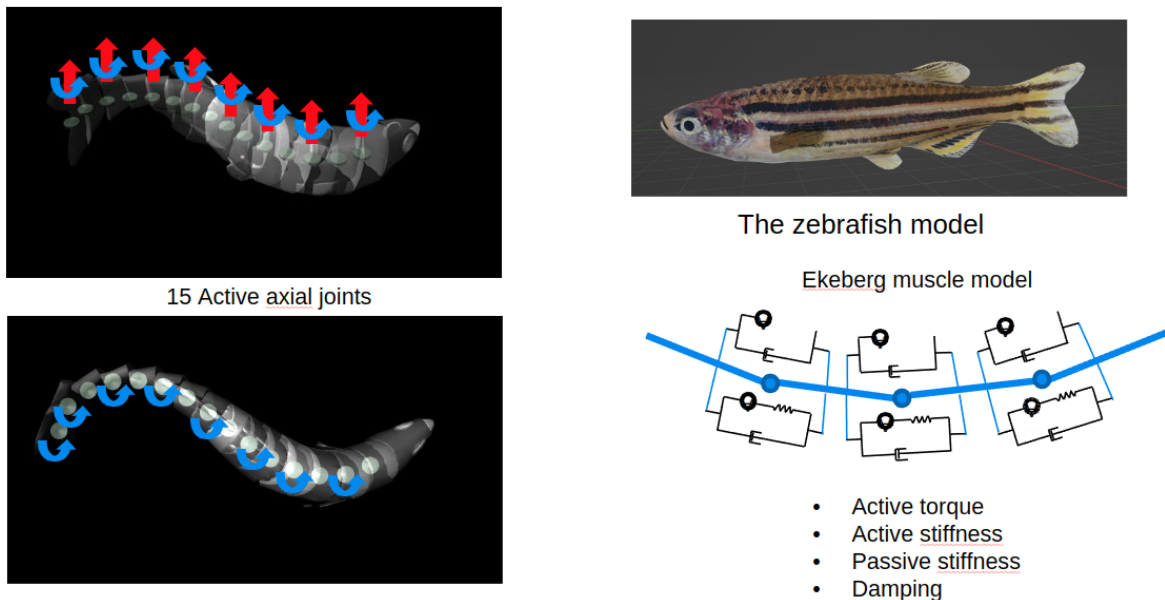 15 Active axial joints
The zebrafish model
Ekeberg muscle model
• Active torque
• Active stiffness
• Passive stiffness
• Damping